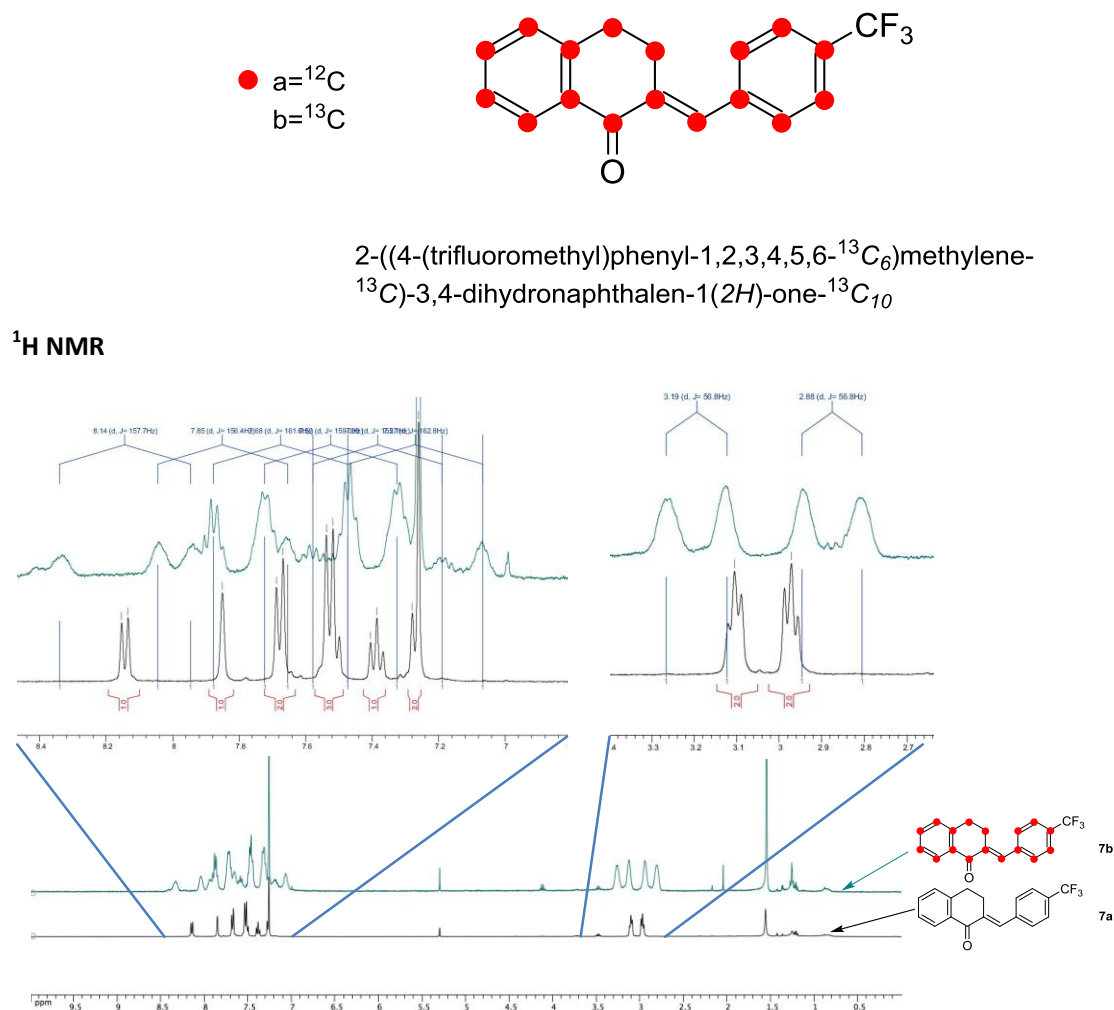 CF₃
a=¹²C
b=¹³C
O
2-((4-(trifluoromethyl)phenyl-1,2,3,4,5,6-¹³C₆)methylene-
¹³C)-3,4-dihydronaphthalen-1(2H)-one-¹³C₁₀
¹H NMR
3.19 (d, J= 56.8Hz) 2.88 (d, J= 56.8Hz)
8.14 (d, J=157.7Hz) 7.85 (d, J= 156.4Hz)
1.0 1.0 2.0 3.0 1.0 2.0 2.0 2.0
8.4 8.2 8 7.8 7.6 7.4 7.2 7
3.3 3.2 3.1 3 2.9 2.8 2.7
CF₃
O
7b
CF₃
O
7a
ppm 9.5 9 8.5 8 7.5 7 6.5 6 5.5 5 4.5 4 3.5 3 2.5 2 1.5 1 0.5